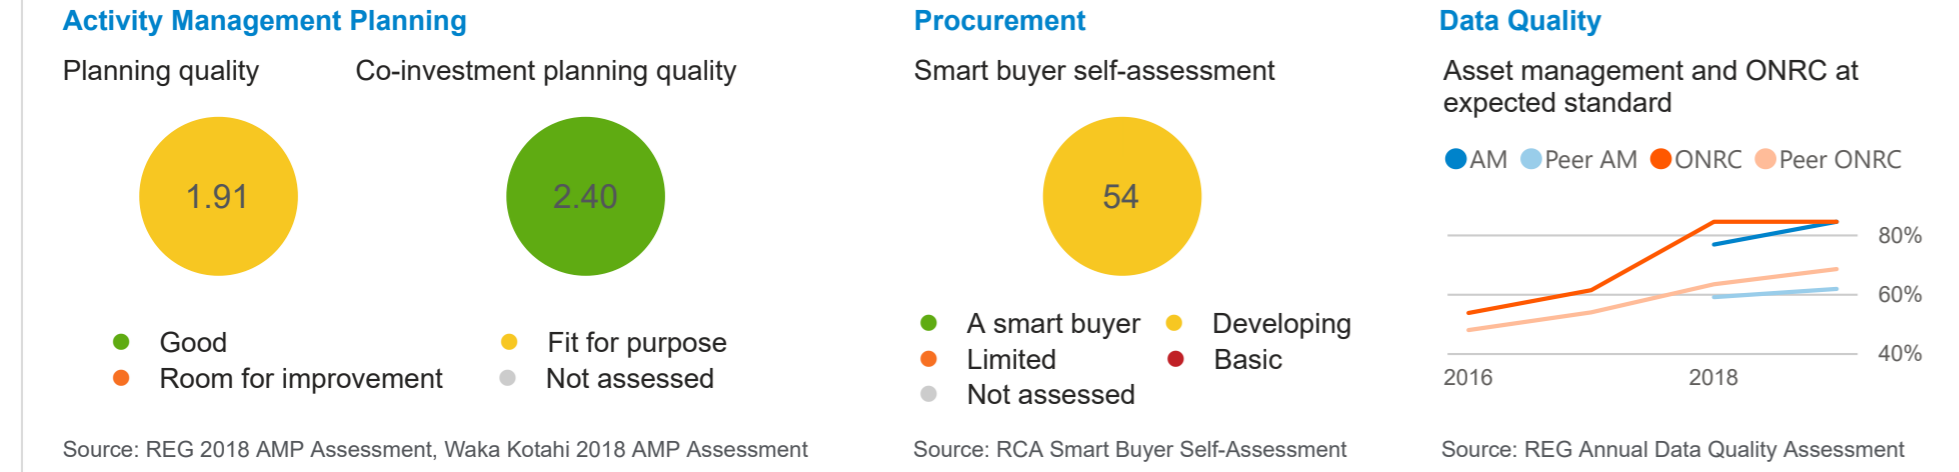 Activity Management Planning
Planning quality
Co-investment planning quality
1.91
2.40
Good
Fit for purpose
Room for improvement
Not assessed
Source: REG 2018 AMP Assessment, Waka Kotahi 2018 AMP Assessment
Procurement
Smart buyer self-assessment
54
A smart buyer
Developing
Limited
Basic
Not assessed
Source: RCA Smart Buyer Self-Assessment
Data Quality
Asset management and ONRC at
expected standard
AM Peer AM ONRC Peer ONRC
80%
60%
40%
2016 2018
Source: REG Annual Data Quality Assessment